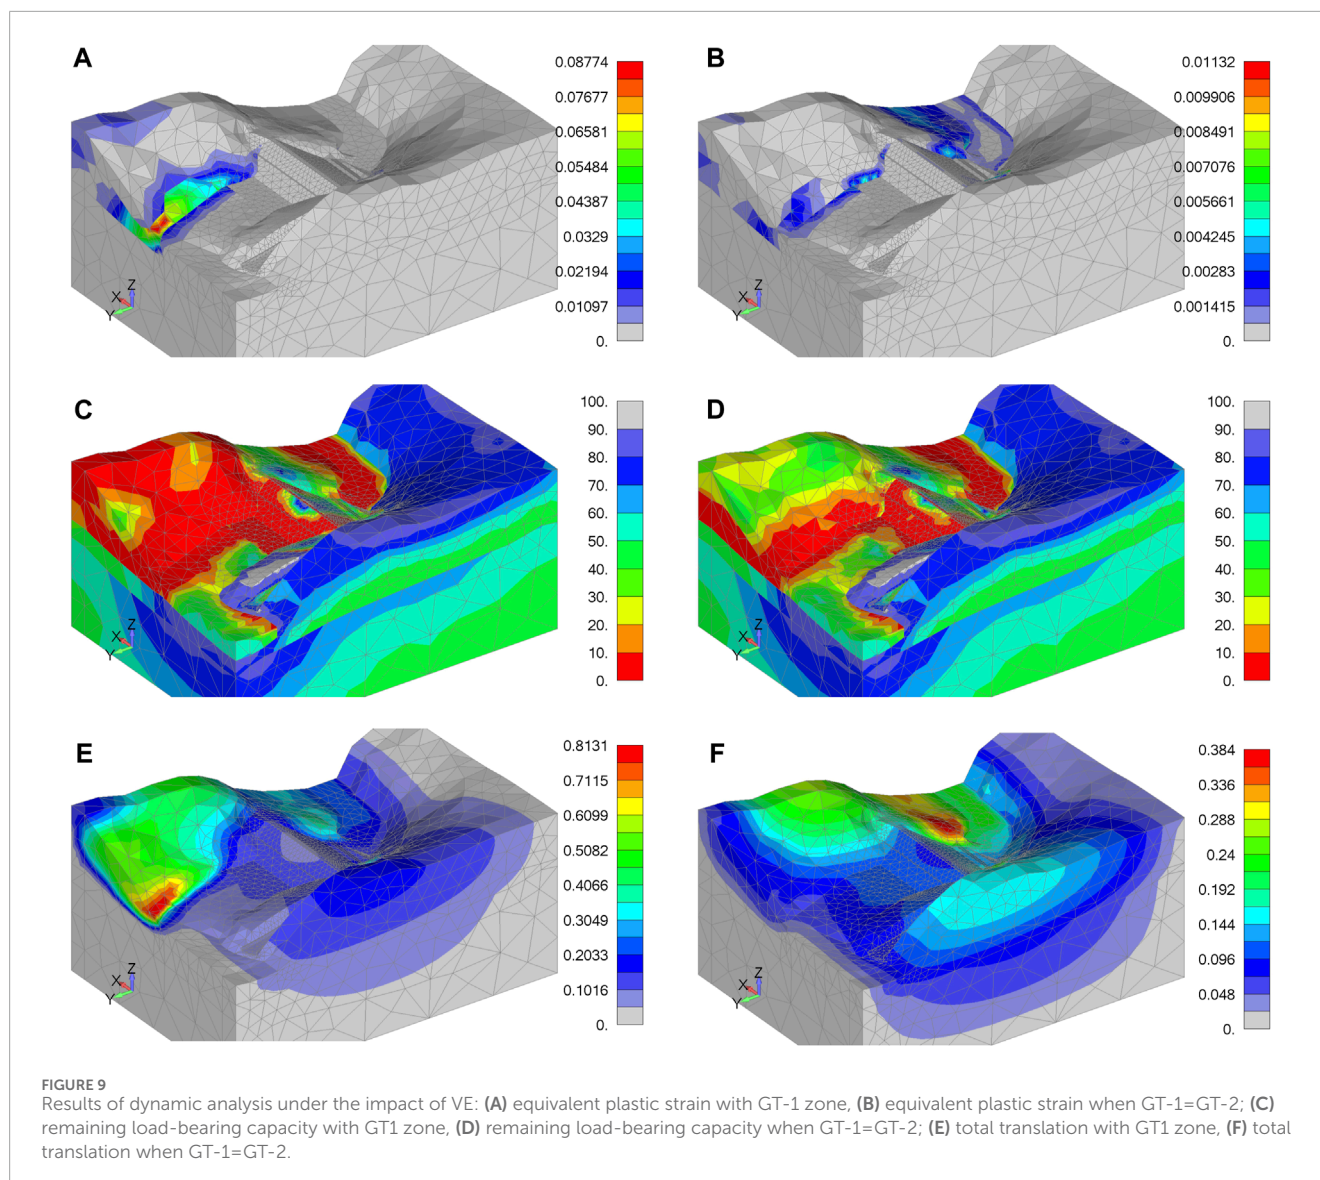 A
0.08774
0.07677
0.06581
0.05484
0.04387
0.0329
0.02194
0.01097
0.
X
Z
Y
B
0.01132
0.009906
0.008491
0.007076
0.005661
0.004245
0.00283
0.001415
0.
X
Z
Y
C
100.
90.
80.
70.
60.
50.
40.
30.
20.
10.
0.
X
Z
Y
D
100.
90.
80.
70.
60.
50.
40.
30.
20.
10.
0.
X
Z
Y
E
0.8131
0.7115
0.6099
0.5082
0.4066
0.3049
0.2033
0.1016
0.
X
Z
Y
F
0.384
0.336
0.288
0.24
0.192
0.144
0.096
0.048
0.
X
Z
Y
FIGURE 9
Results of dynamic analysis under the impact of VE: (A) equivalent plastic strain with GT-1 zone, (B) equivalent plastic strain when GT-1=GT-2; (C)
remaining load-bearing capacity with GT1 zone, (D) remaining load-bearing capacity when GT-1=GT-2; (E) total translation with GT1 zone, (F) total
translation when GT-1=GT-2.